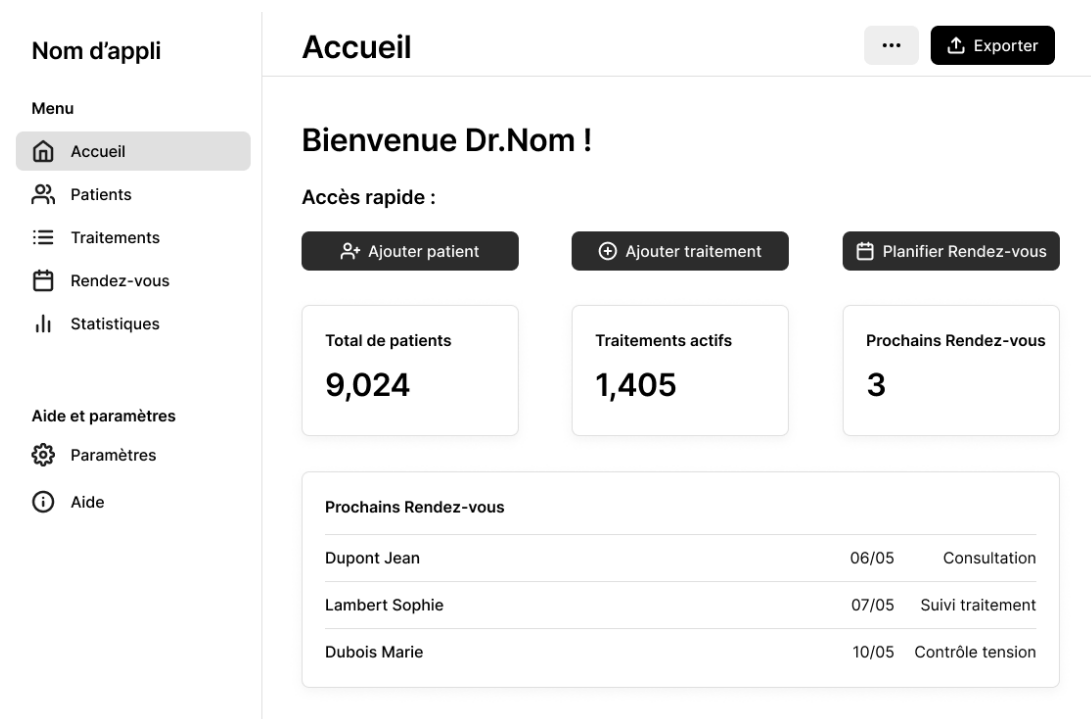 Nom d’appli
Menu
Accueil
Patients
Traitements
Rendez-vous
Statistiques
Aide et paramètres
Paramètres
Aide
Accueil
Exporter
Bienvenue Dr.Nom !
Accès rapide :
Ajouter patient
Ajouter traitement
Planifier Rendez-vous
Total de patients
9,024
Traitements actifs
1,405
Prochains Rendez-vous
3
Prochains Rendez-vous
Dupont Jean 06/05 Consultation
Lambert Sophie 07/05 Suivi traitement
Dubois Marie 10/05 Contrôle tension